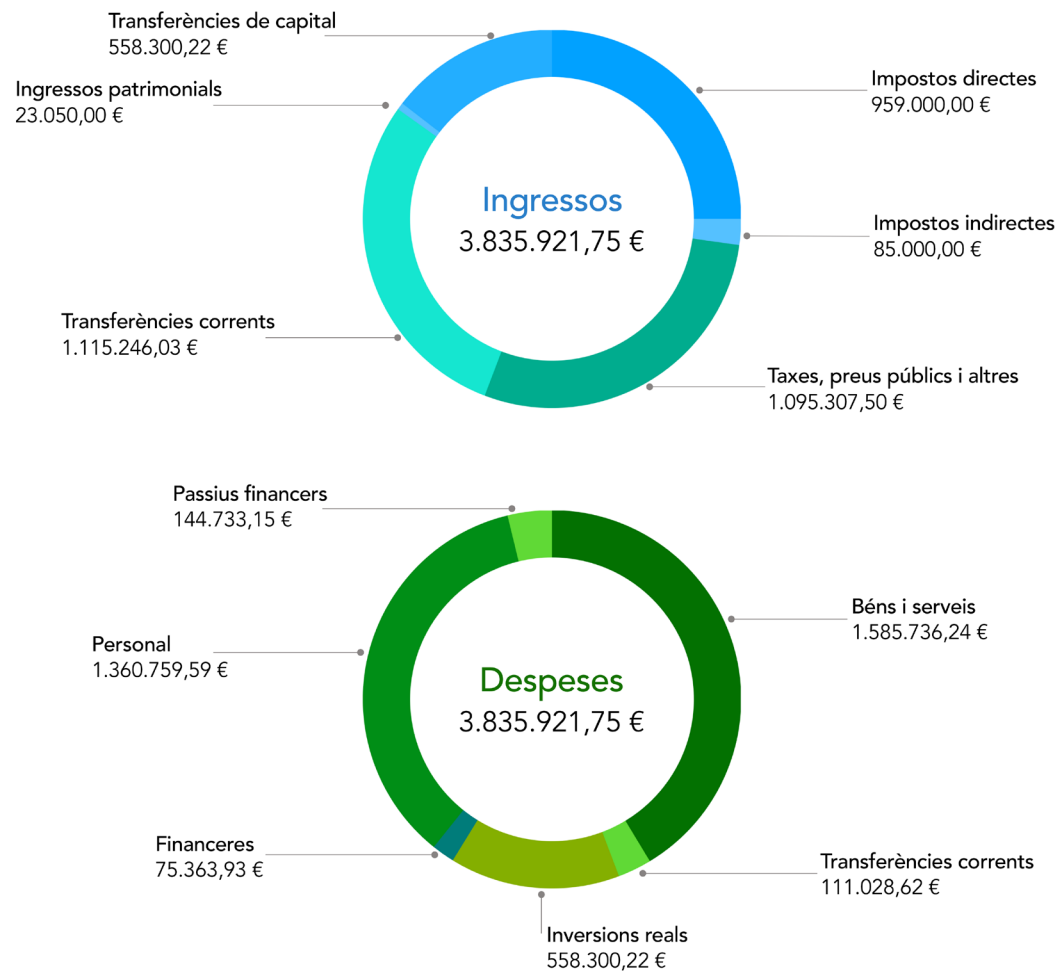 Transferències de capital
558.300,22 €
Ingressos patrimonials
23.050,00 €
Impostos directes
959.000,00 €
Ingressos
3.835.921,75 €
Impostos indirectes
85.000,00 €
Transferències corrents
1.115.246,03 €
Taxes, preus públics i altres
1.095.307,50 €
Passius financers
144.733,15 €
Béns i serveis
1.585.736,24 €
Personal
1.360.759,59 €
Despeses
3.835.921,75 €
Financeres
75.363,93 €
Transferències corrents
111.028,62 €
Inversions reals
558.300,22 €